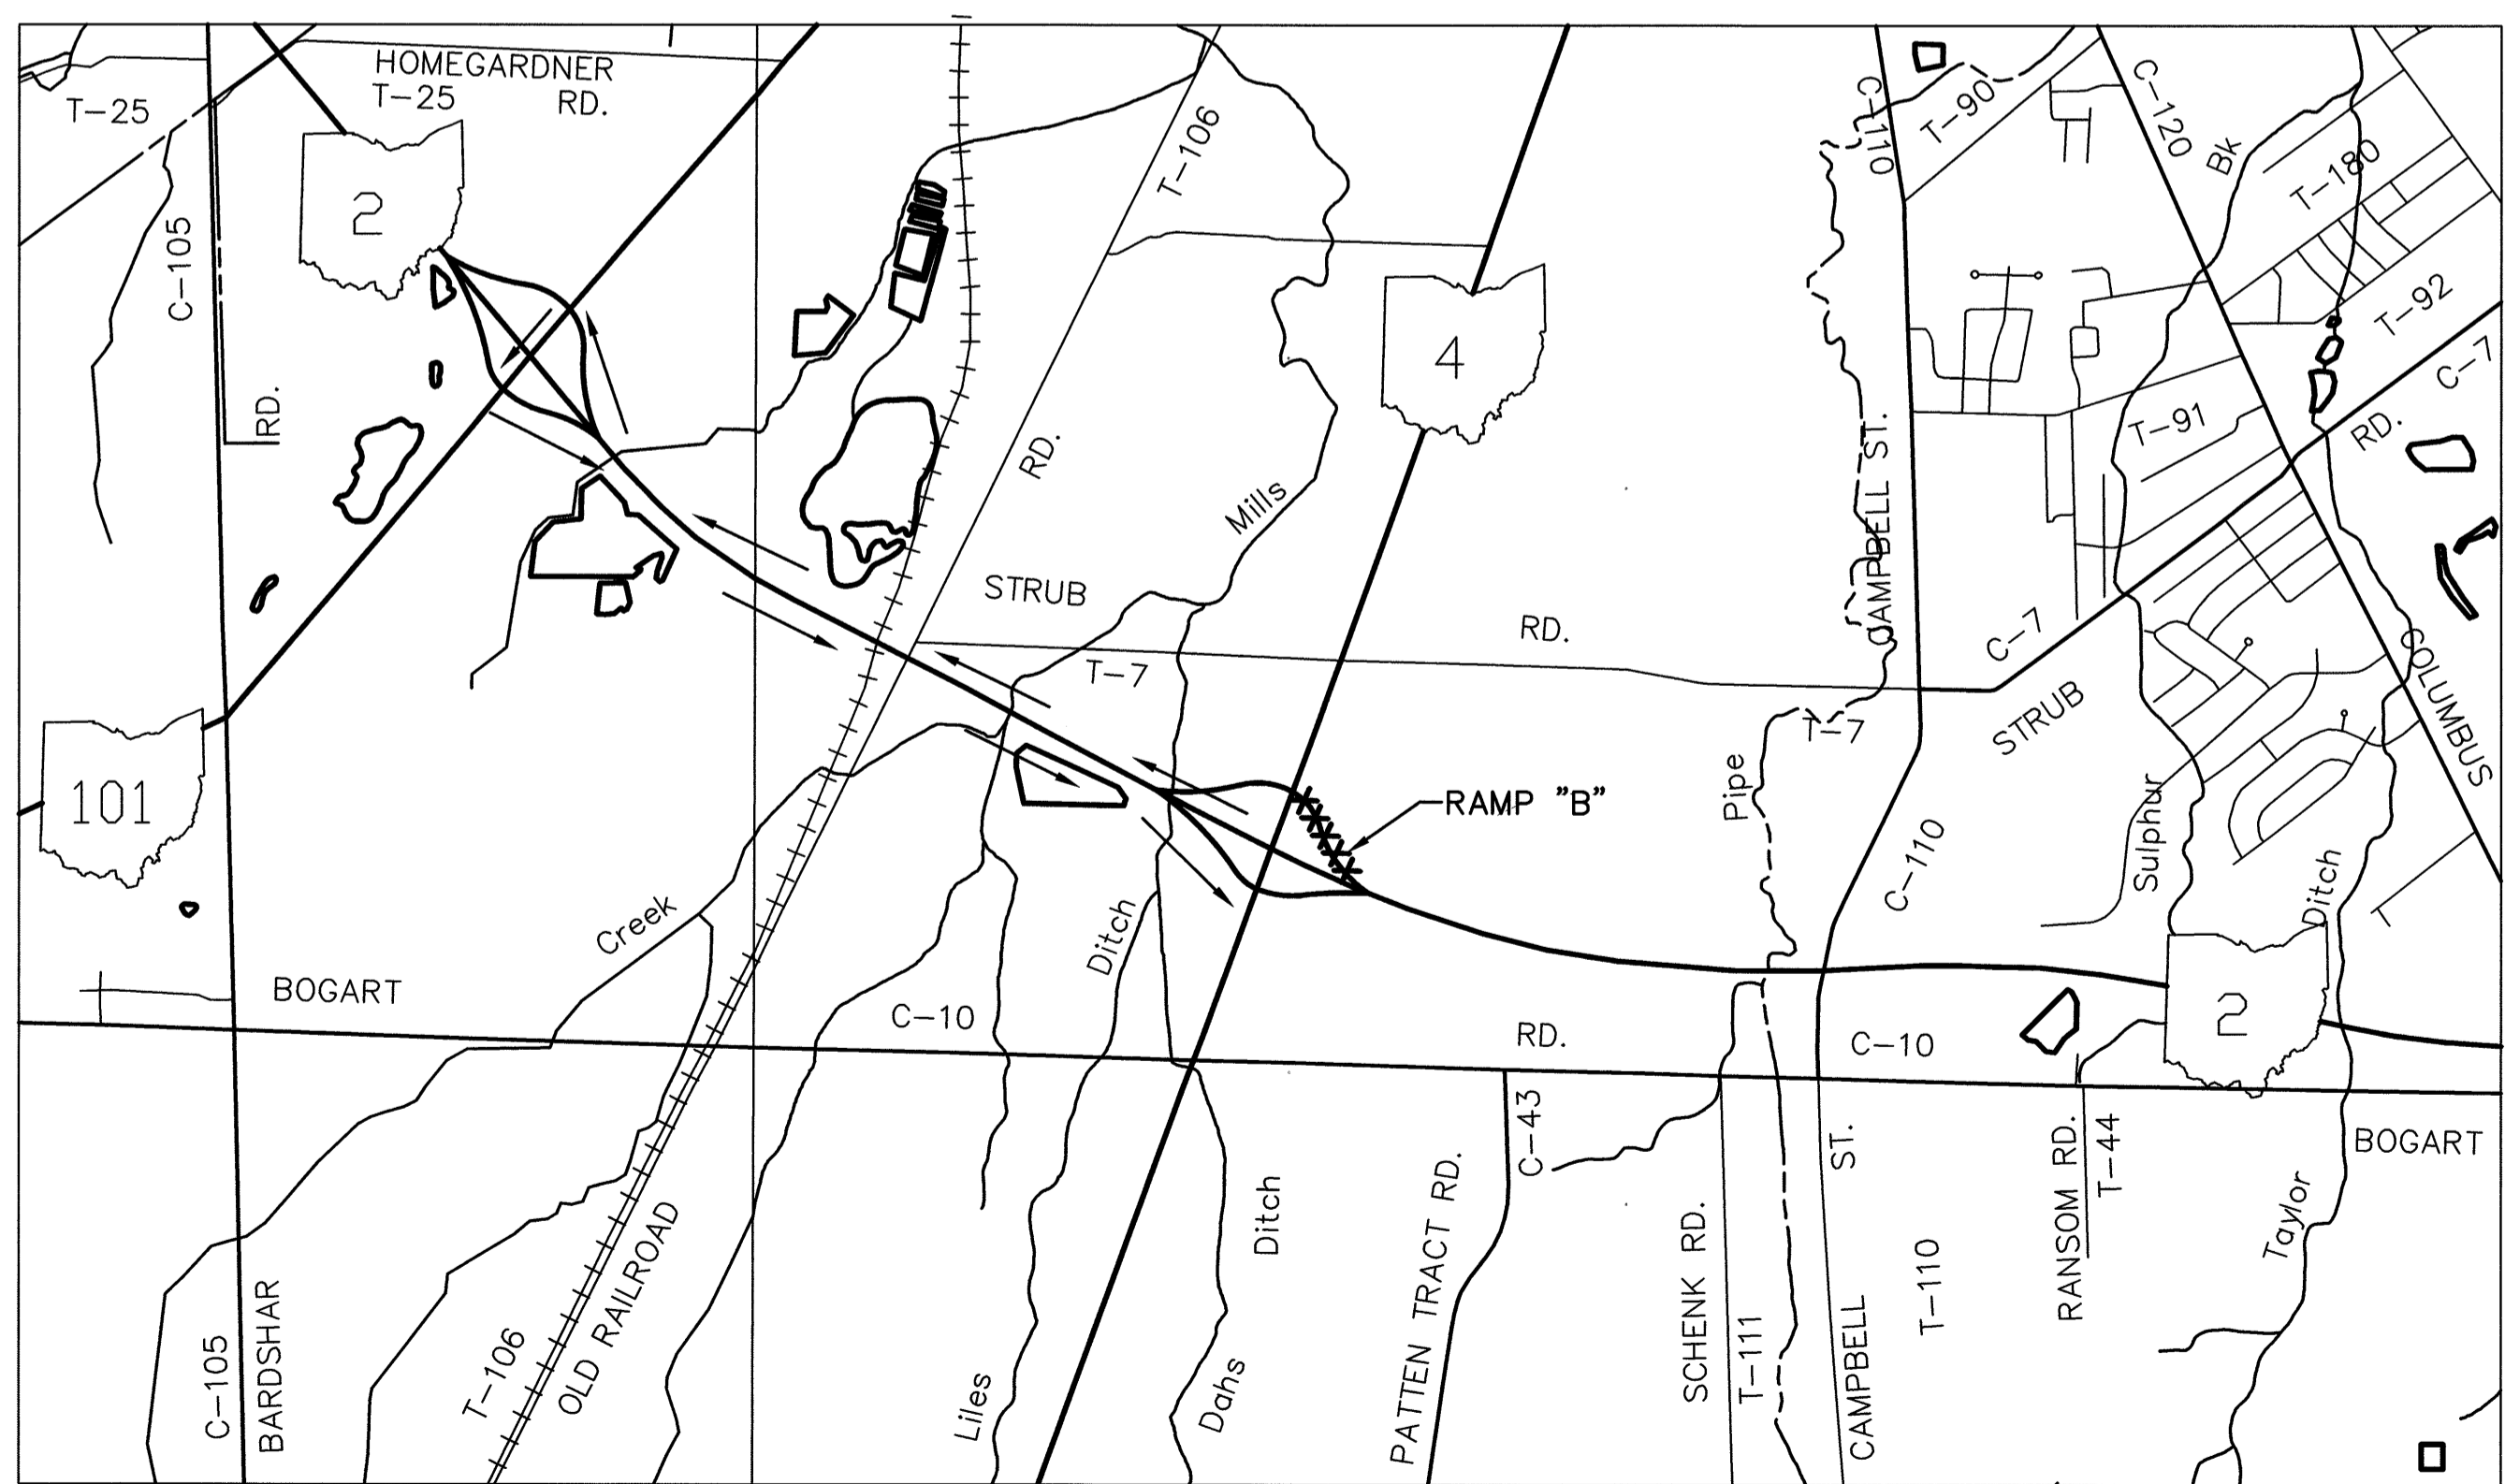 HOMEGARDNER
T-25
RD.
T-25
2
C-105
RD.
T-106
RD.
Mills
4
C-110
T-90
C-120
Bk
T-180
T-92
C-7
RD.
T-91
CAMPBELL ST.
STRUB
RD.
T-7
C-7
STRUB
T-7
COLUMBUS
101
RAMP "B"
Pipe
C-110
Sulphur
Ditch
Creek
Ditch
BOGART
C-10
RD.
C-10
2
BOGART
C-43
ST.
RANSOM RD.
T-44
Taylor
Ditch
PATTEN TRACT RD.
SCHENK RD.
T-111
CAMPBELL
T-110
C-105
BARDSHAR
T-106
OLD RAILROAD
Liles
Dahs
T